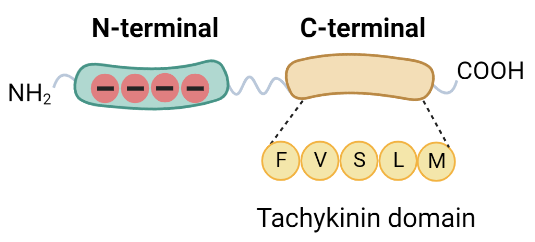 N-terminal C-terminal
NH₂ COOH
F V S L M
Tachykinin domain